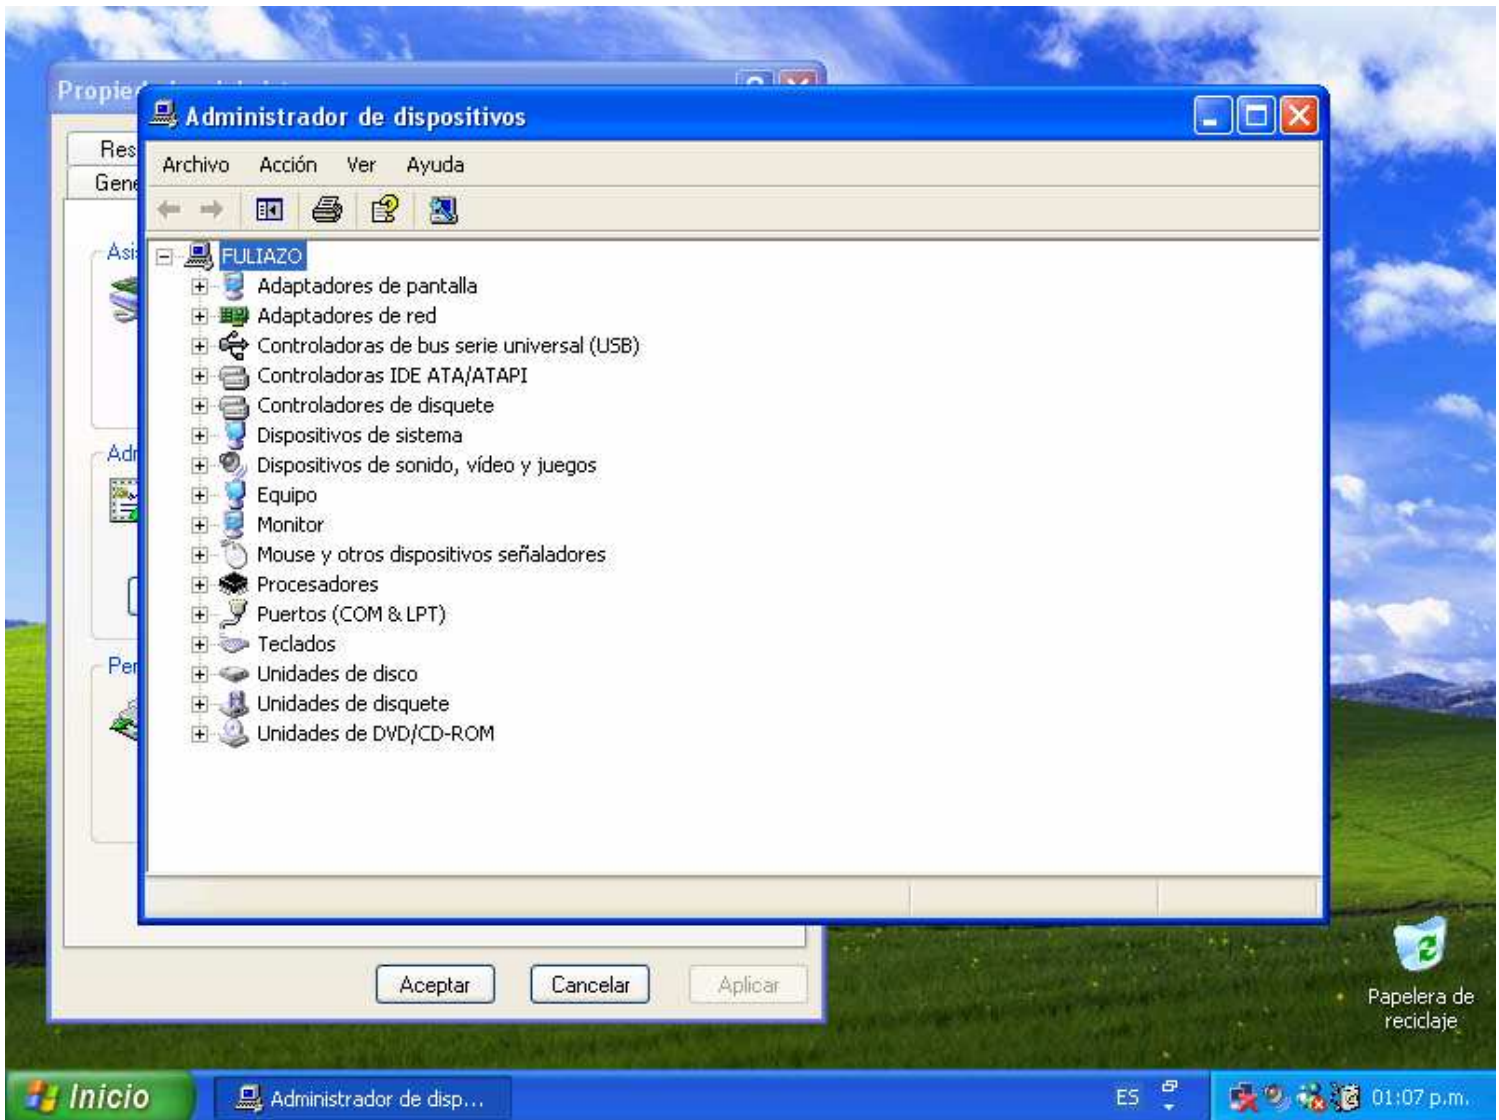 Administrador de dispositivos
Archivo Acción Ver Ayuda
FULIAZO
Adaptadores de pantalla
Adaptadores de red
Controladoras de bus serie universal (USB)
Controladoras IDE ATA/ATAPI
Controladores de disquete
Dispositivos de sistema
Dispositivos de sonido, vídeo y juegos
Equipo
Monitor
Mouse y otros dispositivos señaladores
Procesadores
Puertos (COM & LPT)
Teclados
Unidades de disco
Unidades de disquete
Unidades de DVD/CD-ROM
Aceptar Cancelar Aplicar
Papelera de
reciclaje
Inicio Administrador de disp... ES 01:07 p.m.